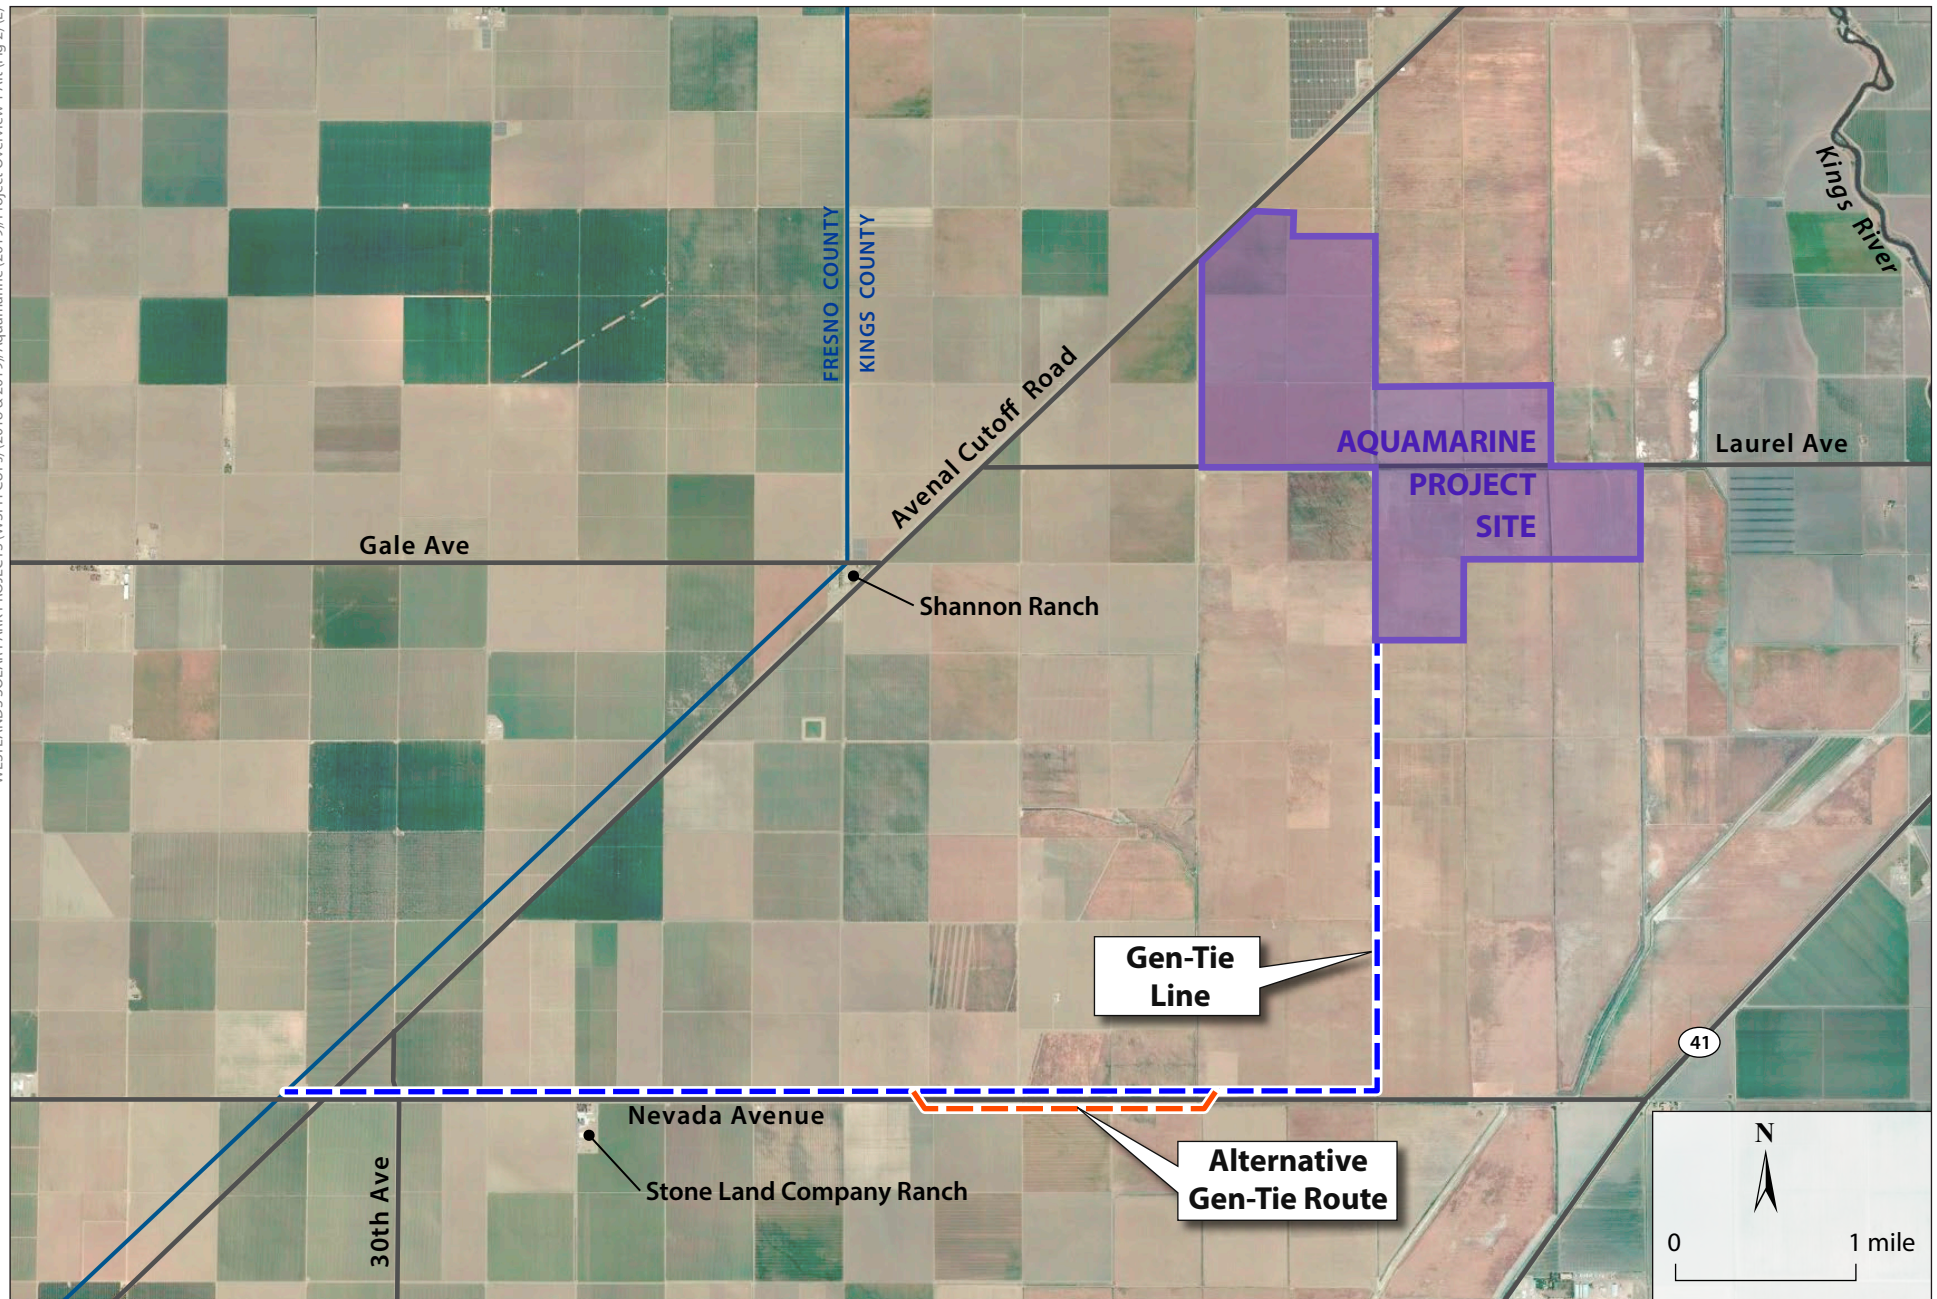 FRESNO COUNTY
KINGS COUNTY
Kings River
Avenal Cutoff Road
AQUAMARINE
PROJECT
SITE
Laurel Ave
Gale Ave
Shannon Ranch
Gen-Tie
Line
41
Nevada Avenue
Alternative
Gen-Tie Route
30th Ave
Stone Land Company Ranch
N
0
1 mile